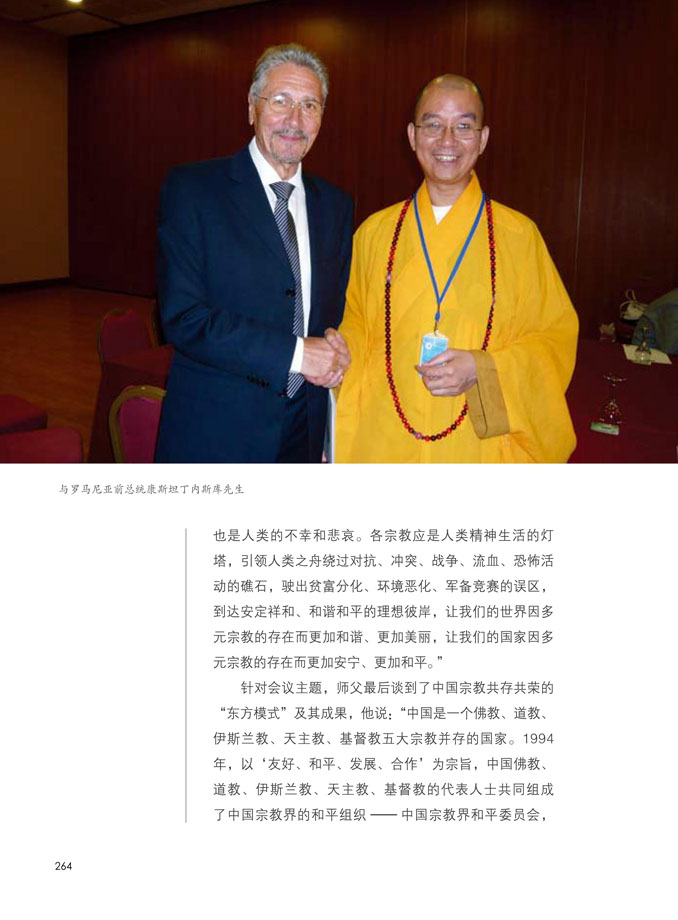 与罗马尼亚前总统康斯坦丁内斯库先生
也是人类的不幸和悲哀。各宗教应是人类精神生活的灯
塔，引领人类之舟绕过对抗、冲突、战争、流血、恐怖活
动的礁石，驶出贫富分化、环境恶化、军备竞赛的误区，
到达安定祥和、和谐和平的理想彼岸，让我们的世界因多
元宗教的存在而更加和谐、更加美丽，让我们的国家因多
元宗教的存在而更加安宁、更加和平。”
针对会议主题，师父最后谈到了中国宗教共存共荣的
“东方模式”及其成果，他说：“中国是一个佛教、道教、
伊斯兰教、天主教、基督教五大宗教并存的国家。1994
年，以‘友好、和平、发展、合作’为宗旨，中国佛教、
道教、伊斯兰教、天主教、基督教的代表人士共同组成
了中国宗教界的和平组织 —— 中国宗教界和平委员会，
264